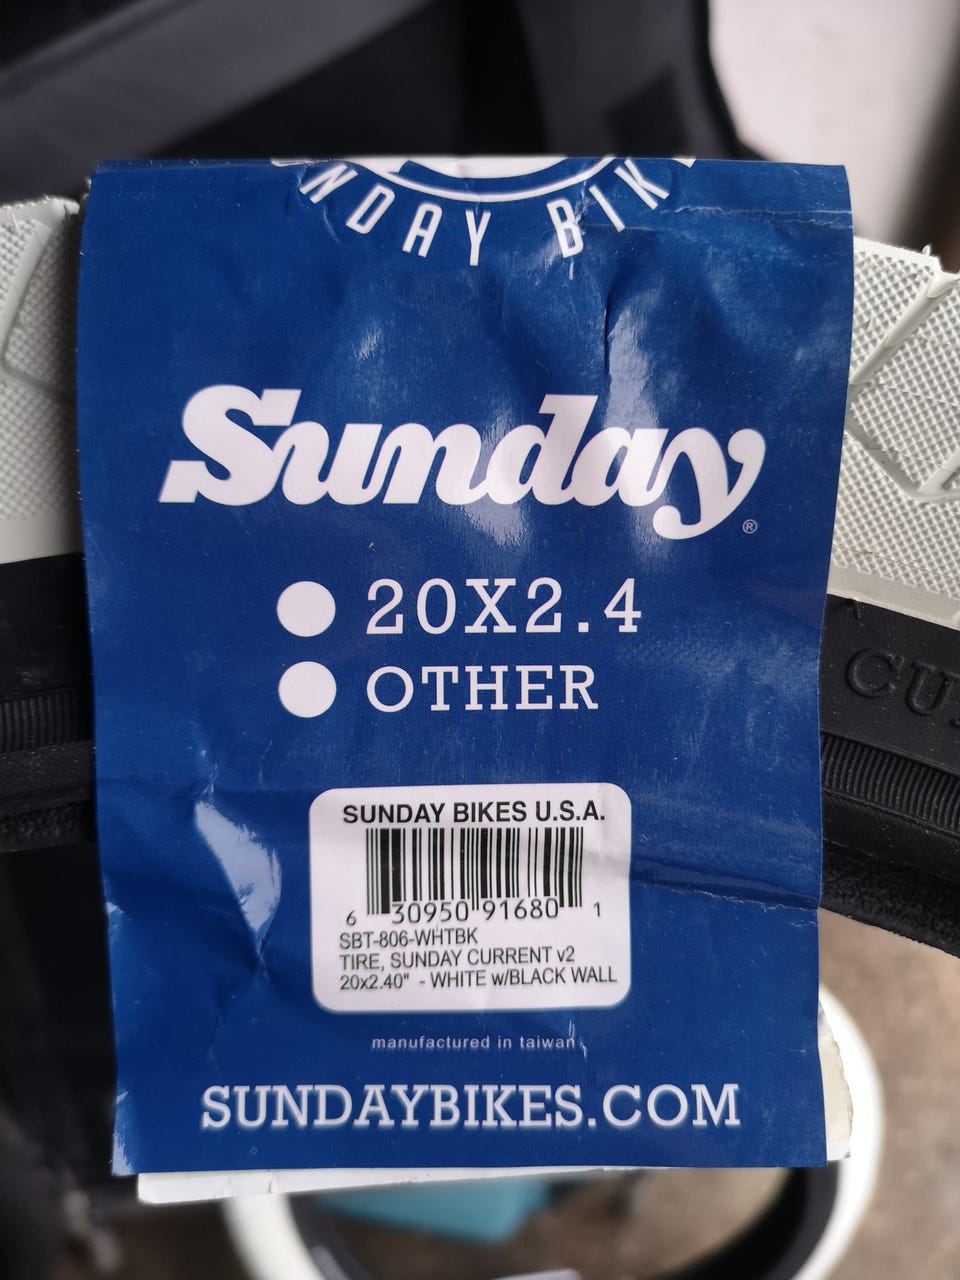 NDAY BIK
Sunday®
20X2.4
OTHER
SUNDAY BIKES U.S.A.
6 30950 91680 1
SBT-806-WHTBK
TIRE, SUNDAY CURRENT v2
20x2.40" - WHITE w/BLACK WALL
manufactured in taiwan
SUNDAYBIKES.COM
CU